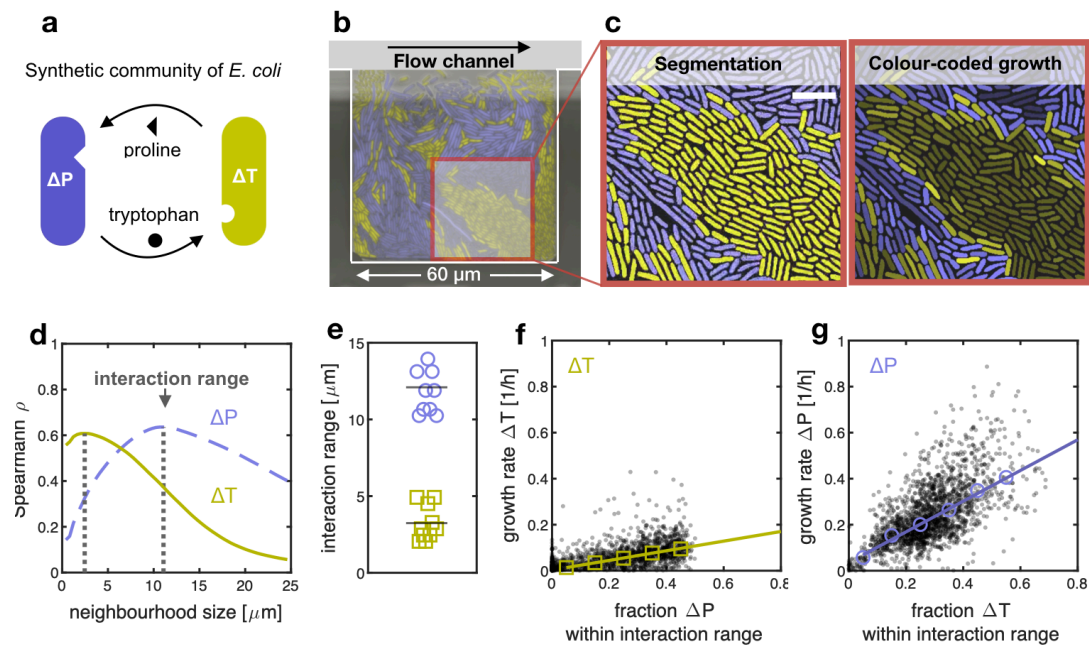 a
Synthetic community of E. coli
proline
ΔP
ΔT
tryptophan
b
Flow channel
60 µm
c
Segmentation
Colour-coded growth
d
Spearmann ρ
1
0.8
0.6
0.4
0.2
0
interaction range
ΔP
ΔT
0 5 10 15 20 25
neighbourhood size [µm]
e
interaction range [µm]
15
10
5
0
f
growth rate ΔT [1/h]
1
0.8
0.6
0.4
0.2
0
ΔT
0 0.2 0.4 0.6 0.8
fraction ΔP
within interaction range
g
growth rate ΔP [1/h]
1
0.8
0.6
0.4
0.2
0
ΔP
0 0.2 0.4 0.6 0.8
fraction ΔT
within interaction range